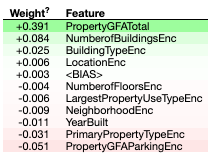 Weight? Feature
+0.391 PropertyGFATotal
+0.084 NumberofBuildingsEnc
+0.025 BuildingTypeEnc
+0.006 LocationEnc
+0.003 <BIAS>
-0.004 NumberofFloorsEnc
-0.006 LargestPropertyUseTypeEnc
-0.009 NeighborhoodEnc
-0.011 YearBuilt
-0.031 PrimaryPropertyTypeEnc
-0.051 PropertyGFAParkingEnc